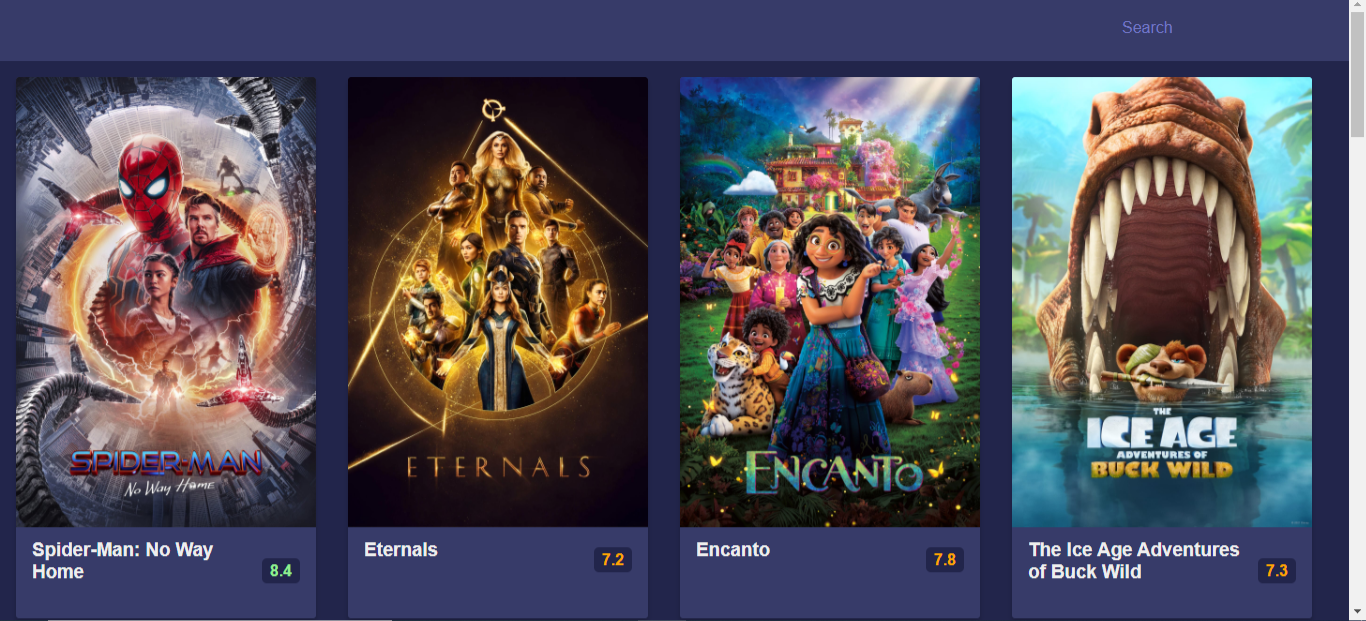 Search
SPIDER-MAN
No Way Home
ETERNALS
ENCANTO
THE
ICE AGE
ADVENTURES OF
BUCK WILD
Spider-Man: No Way
Home
8.4
Eternals
7.2
Encanto
7.8
The Ice Age Adventures
of Buck Wild
7.3